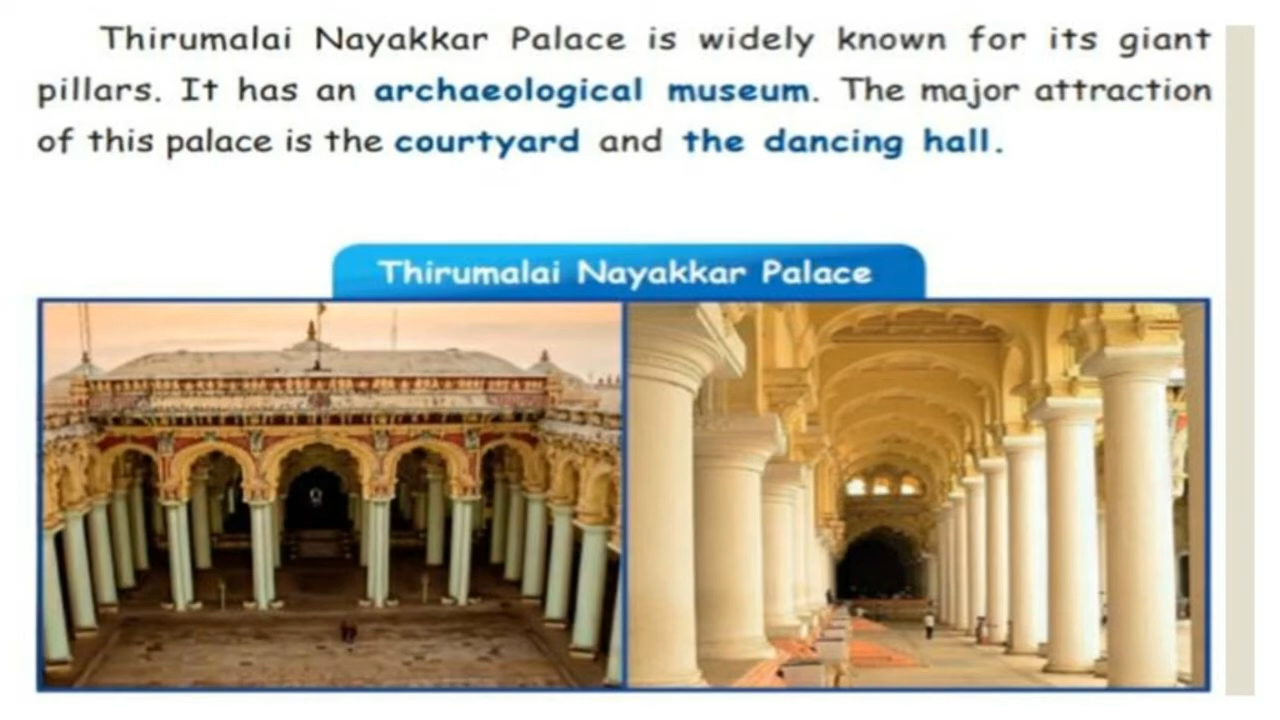 Thirumalai Nayakkar Palace is widely known for its giant
pillars. It has an archaeological museum. The major attraction
of this palace is the courtyard and the dancing hall.
Thirumalai Nayakkar Palace